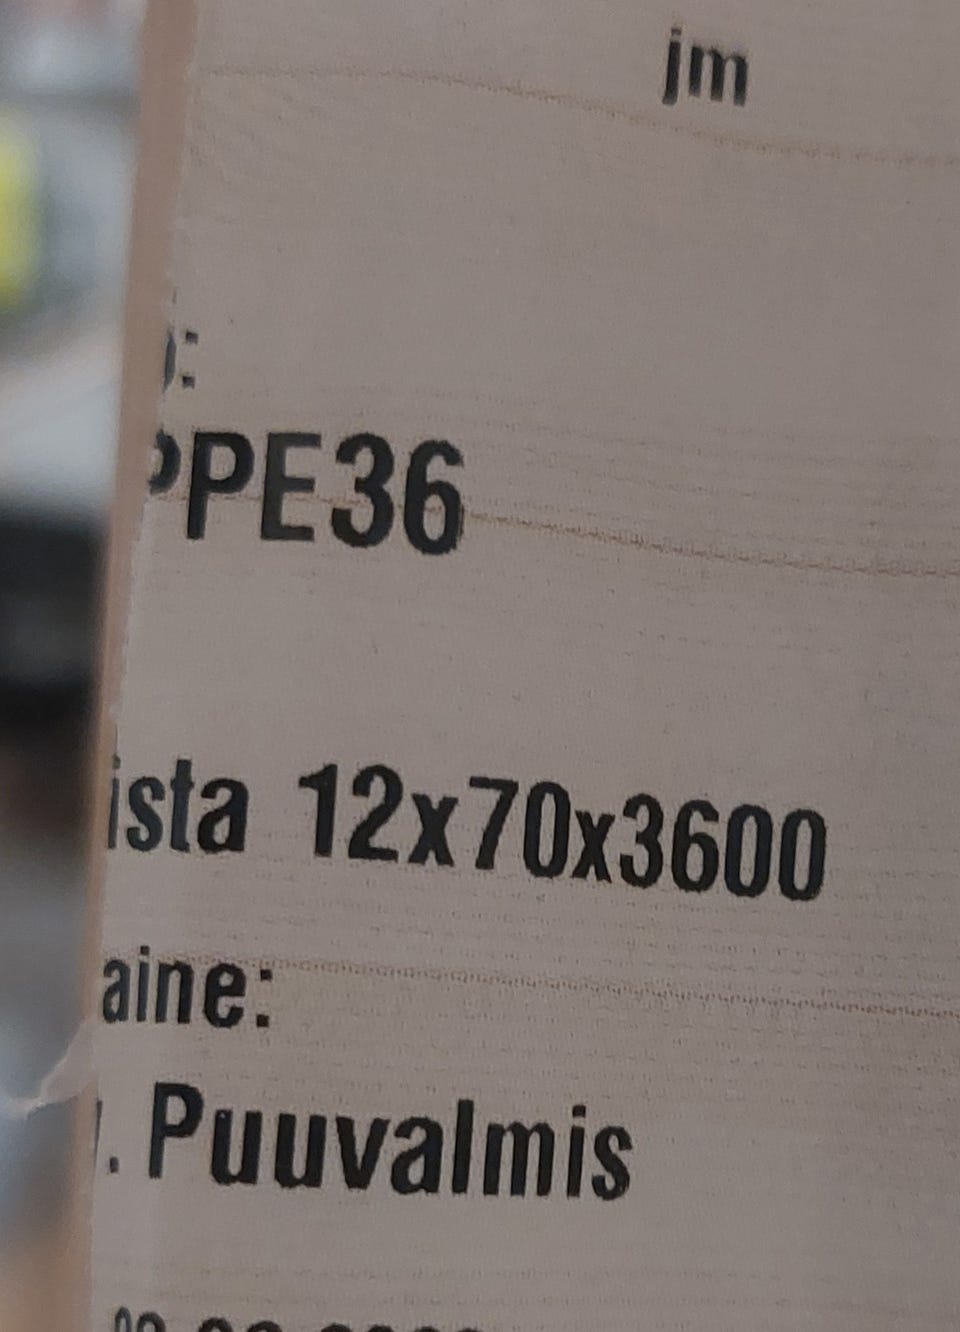 jm
:
PPE36
ista 12x70x3600
aine:
. Puuvalmis